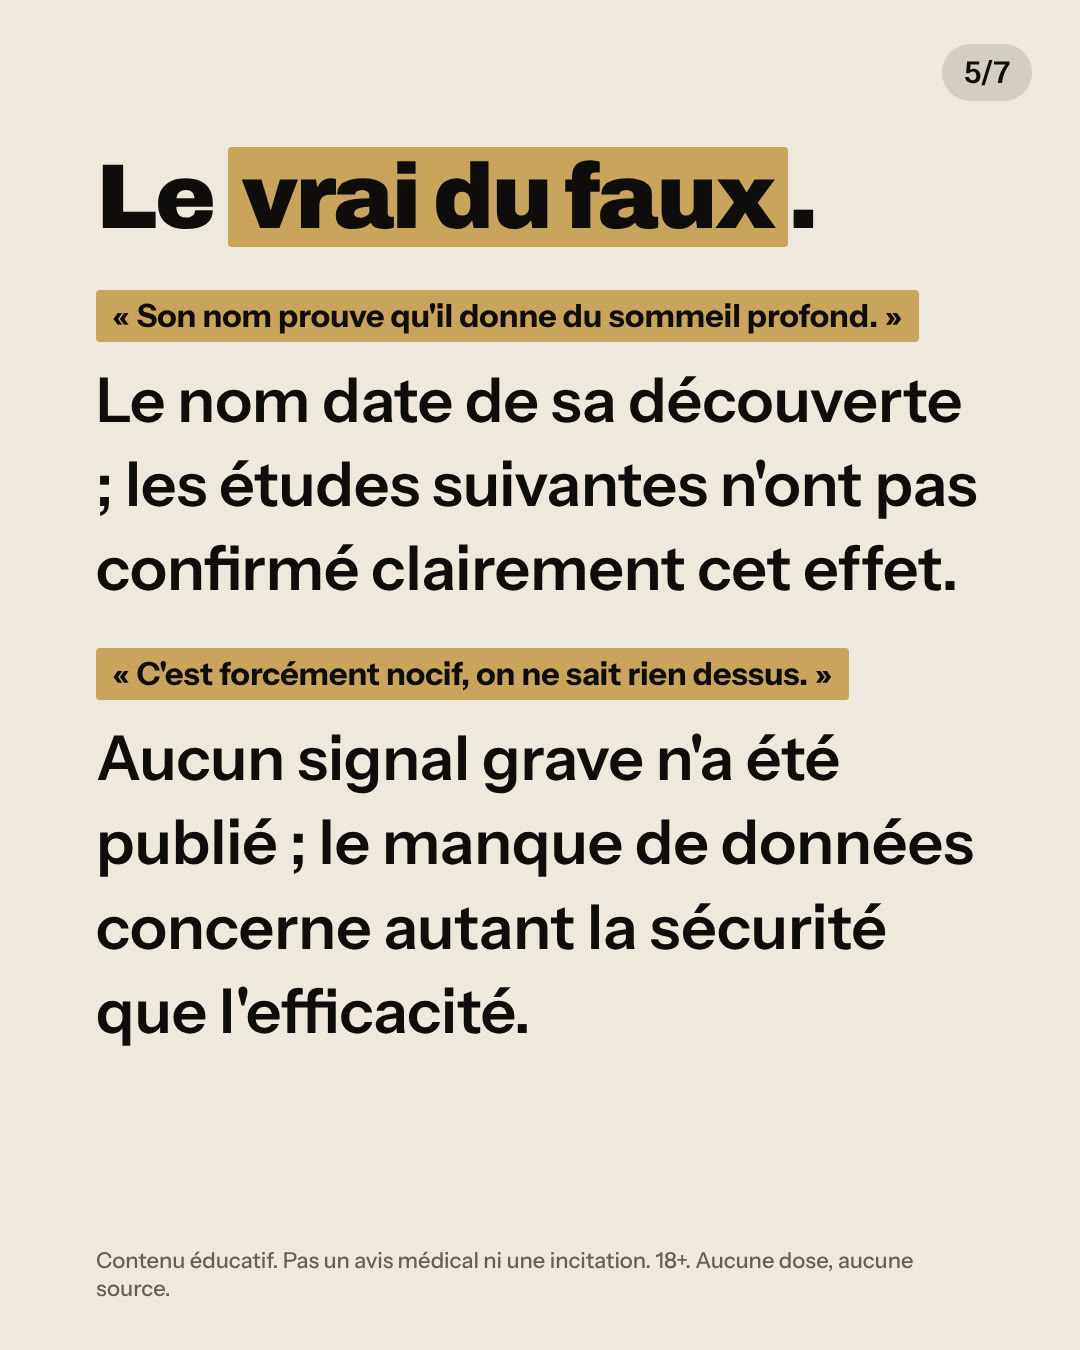 5/7
Le vrai du faux.
« Son nom prouve qu'il donne du sommeil profond. »
Le nom date de sa découverte
; les études suivantes n'ont pas
confirmé clairement cet effet.
« C'est forcément nocif, on ne sait rien dessus. »
Aucun signal grave n'a été
publié ; le manque de données
concerne autant la sécurité
que l'efficacité.
Contenu éducatif. Pas un avis médical ni une incitation. 18+. Aucune dose, aucune
source.